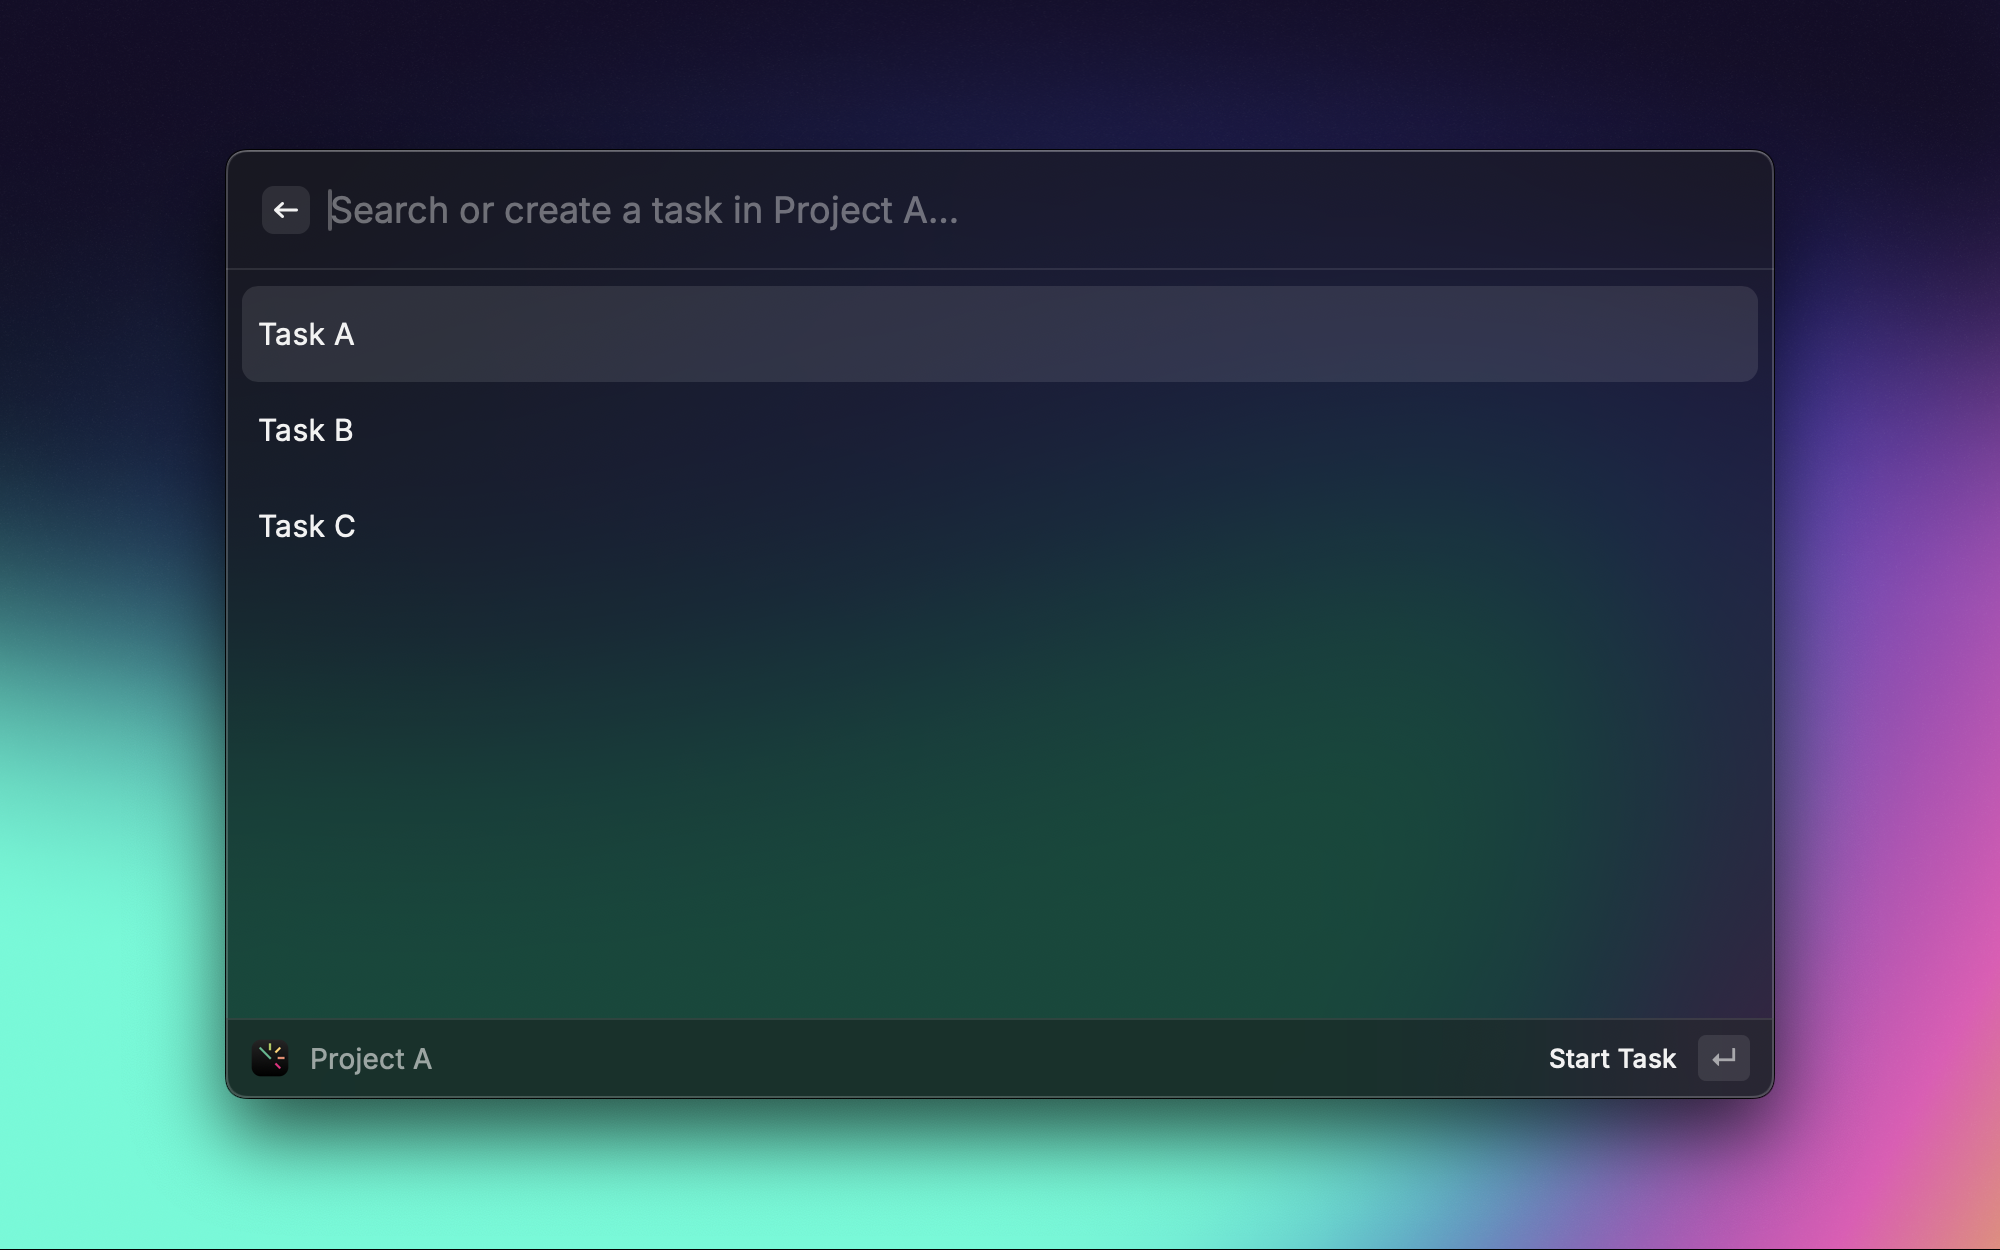 Search or create a task in Project A...
Task A
Task B
Task C
Project A
Start Task